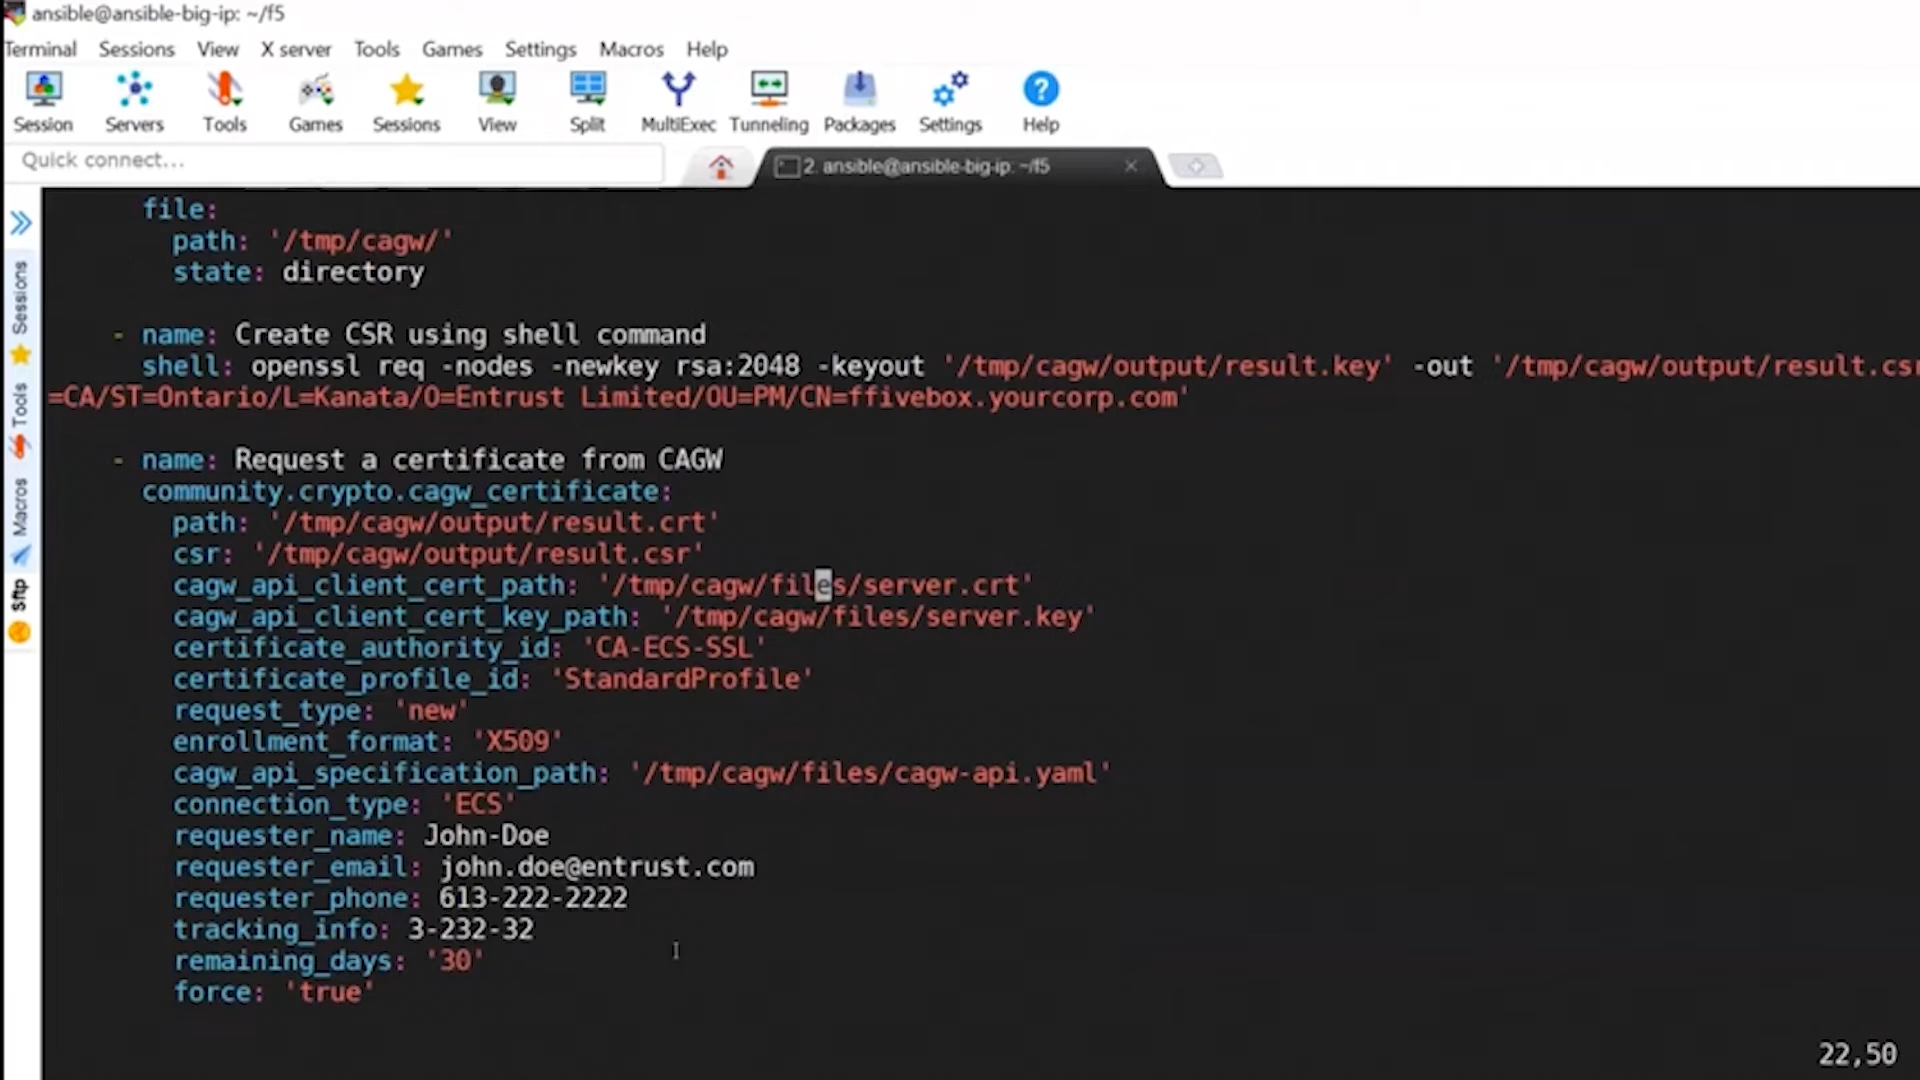 ansible@ansible-big-ip: ~/f5
Terminal Sessions View X server Tools Games Settings Macros Help
Session Servers Tools Games Sessions View Split MultiExec Tunneling Packages Settings Help
Quick connect...
2. ansible@ansible-big-ip: ~/f5
Sessions
Tools
Macros
Sftp
file:
path: '/tmp/cagw/'
state: directory
- name: Create CSR using shell command
shell: openssl req -nodes -newkey rsa:2048 -keyout '/tmp/cagw/output/result.key' -out '/tmp/cagw/output/result.csr
=CA/ST=Ontario/L=Kanata/O=Entrust Limited/OU=PM/CN=ffivebox.yourcorp.com'
- name: Request a certificate from CAGW
community.crypto.cagw_certificate:
path: '/tmp/cagw/output/result.crt'
csr: '/tmp/cagw/output/result.csr'
cagw_api_client_cert_path: '/tmp/cagw/files/server.crt'
cagw_api_client_cert_key_path: '/tmp/cagw/files/server.key'
certificate_authority_id: 'CA-ECS-SSL'
certificate_profile_id: 'StandardProfile'
request_type: 'new'
enrollment_format: 'X509'
cagw_api_specification_path: '/tmp/cagw/files/cagw-api.yaml'
connection_type: 'ECS'
requester_name: John-Doe
requester_email: john.doe@entrust.com
requester_phone: 613-222-2222
tracking_info: 3-232-32
remaining_days: '30'
force: 'true'
22,50